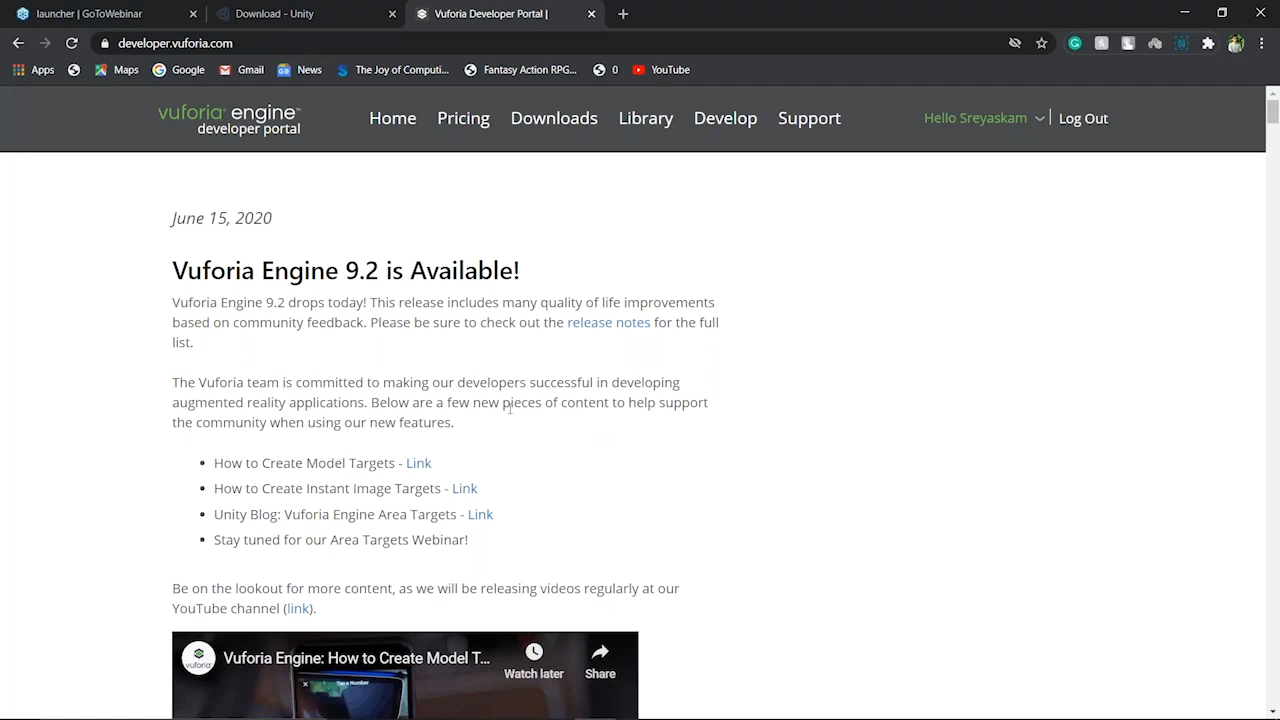 launcher | GoToWebinar
Download - Unity
Vuforia Developer Portal |
developer.vuforia.com
Apps
Maps
Google
Gmail
News
The Joy of Computi...
Fantasy Action RPG...
0
YouTube
vuforia engine™
developer portal
Home Pricing Downloads Library Develop Support
Hello Sreyaskam
Log Out
June 15, 2020
Vuforia Engine 9.2 is Available!
Vuforia Engine 9.2 drops today! This release includes many quality of life improvements
based on community feedback. Please be sure to check out the release notes for the full
list.
The Vuforia team is committed to making our developers successful in developing
augmented reality applications. Below are a few new pieces of content to help support
the community when using our new features.
• How to Create Model Targets - Link
• How to Create Instant Image Targets - Link
• Unity Blog: Vuforia Engine Area Targets - Link
• Stay tuned for our Area Targets Webinar!
Be on the lookout for more content, as we will be releasing videos regularly at our
YouTube channel (link).
vuforia
Vuforia Engine: How to Create Model T...
Watch later
Share
Tap a Number